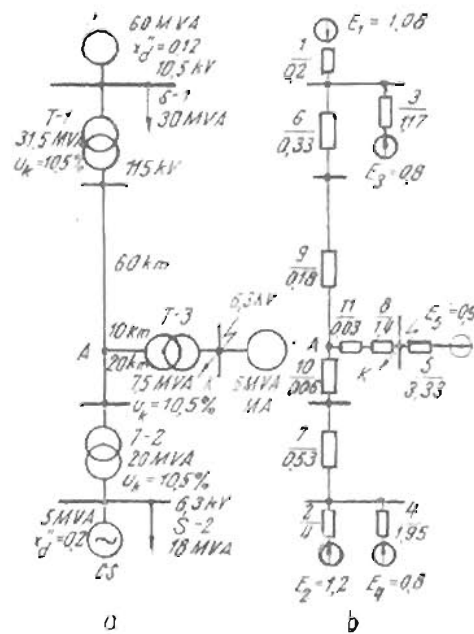 60 MVA
x"d=0,12
10,5 kV
S-1
30 MVA
T-1
31,5 MVA
uk=10,5%
115 kV
60 km
T-3
6,3 kV
10 km
A
20 km
7,5 MVA
K
6 MVA
MA
uk=10,5%
T-2
20 MVA
uk=10,5%
6,3 kV
5 MVA
S-2
x"d=0,2
18 MVA
CS
a
E1=1,08
1
0,2
6
0,33
3
1,17
E3=0,8
9
0,18
A
11
0,03
8
1,4
E5=0,9
K
5
3,33
10
0,06
7
0,53
2
4
4
1,95
E2=1,2
E4=0,8
b